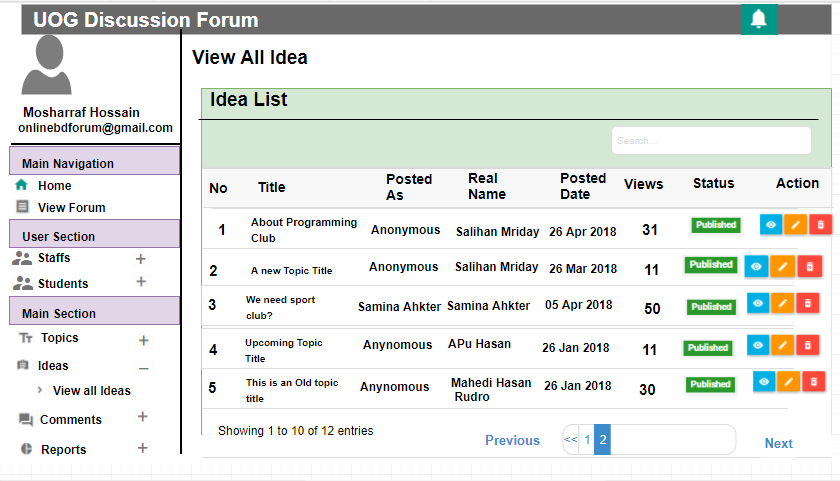 UOG Discussion Forum
Mosharraf Hossain
onlinebdforum@gmail.com
Main Navigation
Home
View Forum
User Section
Staffs +
Students +
Main Section
Topics +
Ideas –
> View all Ideas
Comments +
Reports +
View All Idea
Idea List
Search...
No Title Posted As Real Name Posted Date Views Status Action
1 About Programming Club Anonymous Salihan Mriday 26 Apr 2018 31 Published
2 A new Topic Title Anonymous Salihan Mriday 26 Mar 2018 11 Published
3 We need sport club? Samina Ahkter Samina Ahkter 05 Apr 2018 50 Published
4 Upcoming Topic Title Anynomous APu Hasan 26 Jan 2018 11 Published
5 This is an Old topic title Anynomous Mahedi Hasan Rudro 26 Jan 2018 30 Published
Showing 1 to 10 of 12 entries
Previous << 1 2 Next